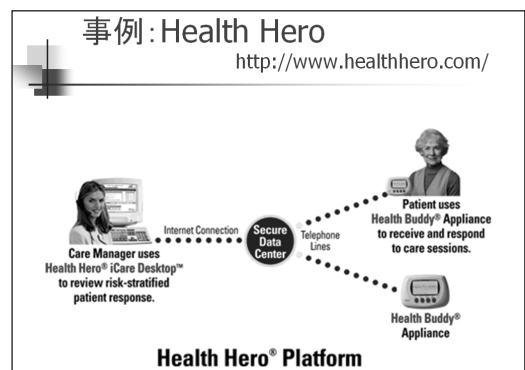 事例：Health Hero
http://www.healthhero.com/
Internet Connection
Secure
Data
Center
Telephone
Lines
Care Manager uses
Health Hero® iCare Desktop™
to review risk-stratified
patient response.
Patient uses
Health Buddy® Appliance
to receive and respond
to care sessions.
Health Buddy®
Appliance
Health Hero® Platform